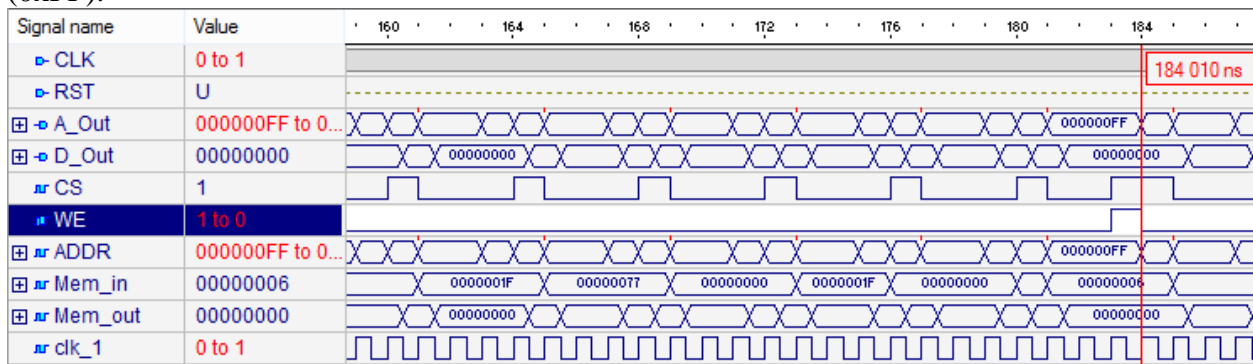 (0xFF).
Signal name Value 160 164 168 172 176 180 184
CLK 0 to 1 184 010 ns
RST U
A_Out 000000FF to 0... 000000FF
D_Out 00000000 00000000 00000000
CS 1
WE 1 to 0
ADDR 000000FF to 0... 000000FF
Mem_in 00000006 0000001F 00000077 00000000 0000001F 00000000 00000006
Mem_out 00000000 00000000 00000000
clk_1 0 to 1